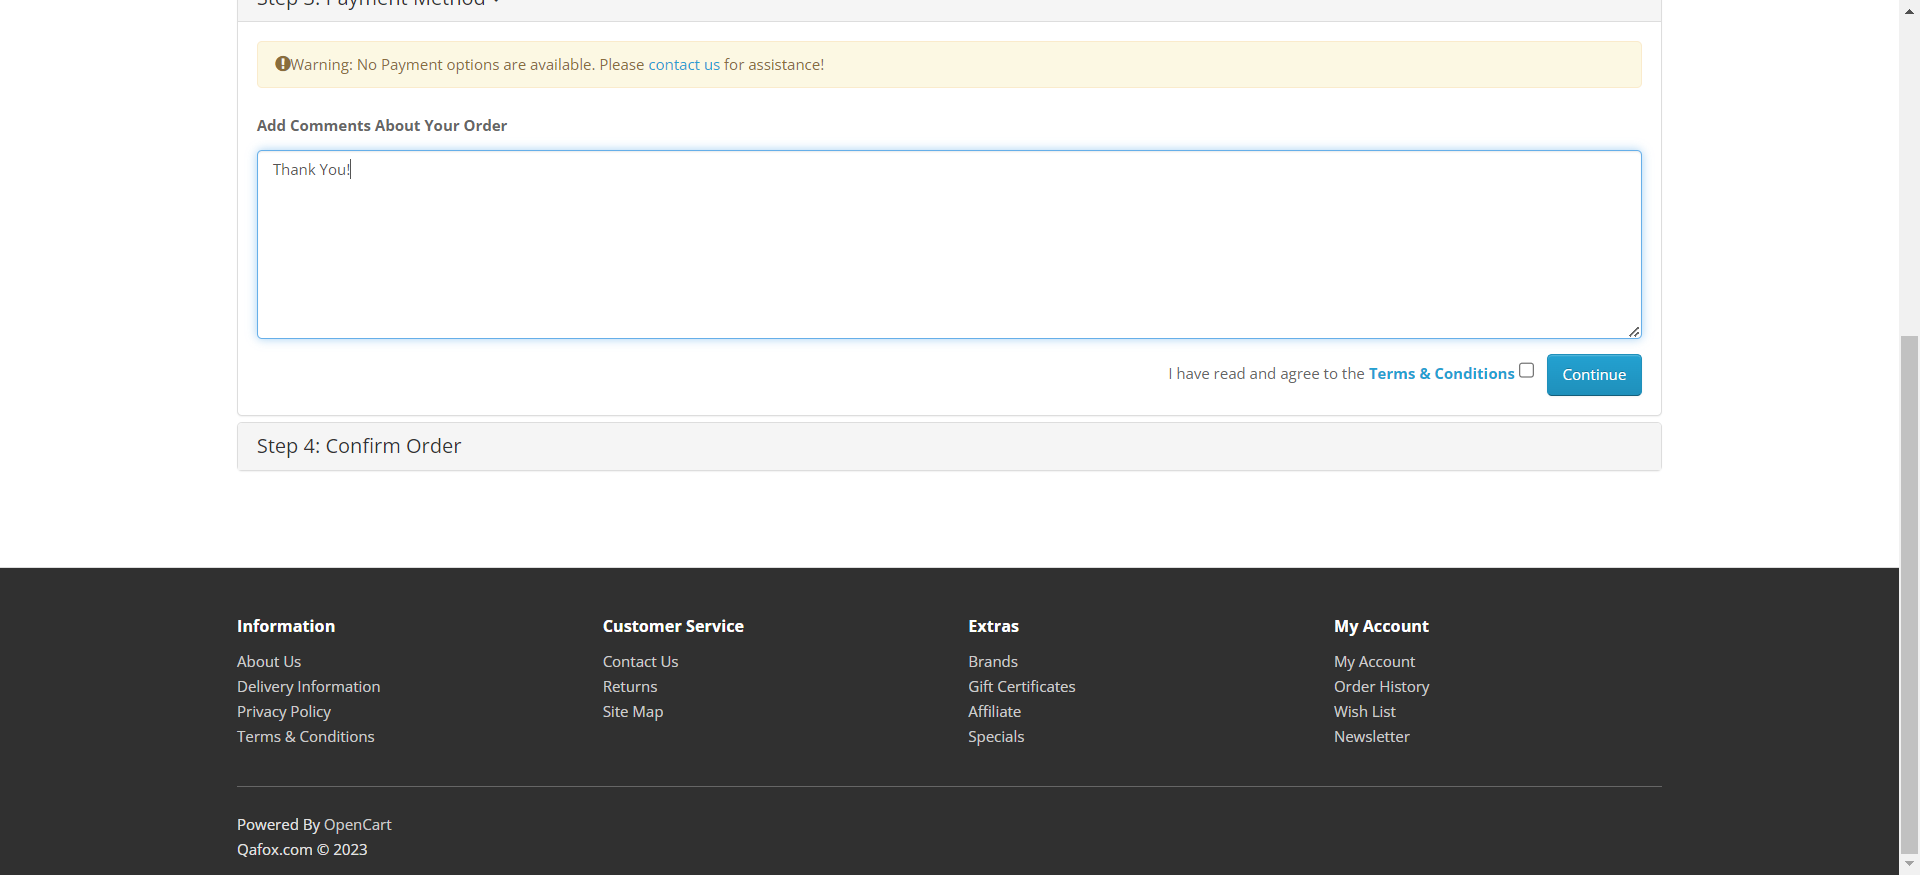 Step 3: Payment Method
Warning: No Payment options are available. Please contact us for assistance!
Add Comments About Your Order
Thank You!
I have read and agree to the Terms & Conditions
Continue
Step 4: Confirm Order
Information
About Us
Delivery Information
Privacy Policy
Terms & Conditions
Customer Service
Contact Us
Returns
Site Map
Extras
Brands
Gift Certificates
Affiliate
Specials
My Account
My Account
Order History
Wish List
Newsletter
Powered By OpenCart
Qafox.com © 2023